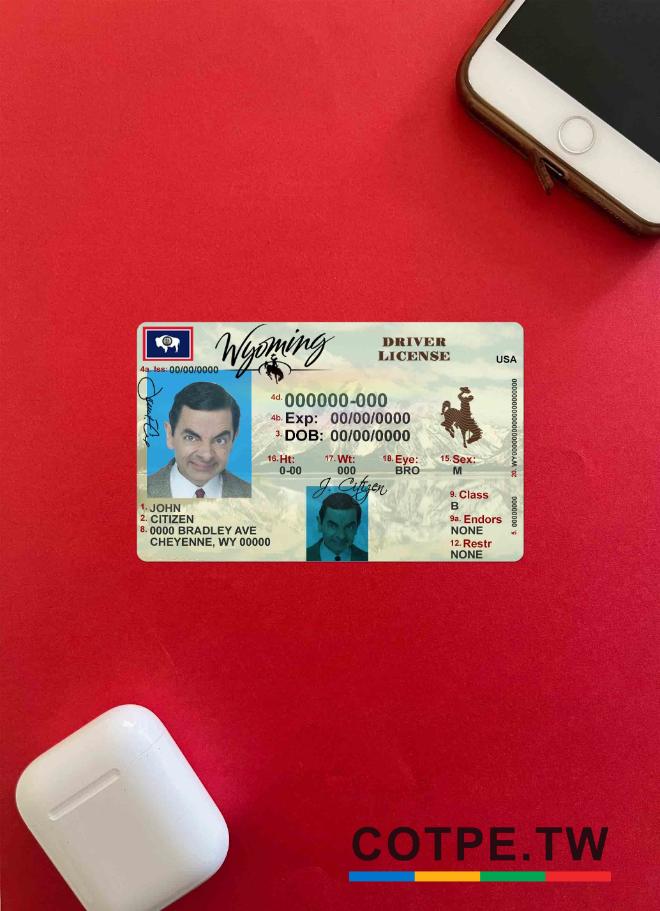 Wyoming
DRIVER
LICENSE
USA
4a. Iss: 00/00/0000
4d. 000000-000
4b. Exp: 00/00/0000
3. DOB: 00/00/0000
16. Ht: 17. Wt: 18. Eye: 15. Sex:
0-00 000 BRO M
J. Citizen
1. JOHN
2. CITIZEN
8. 0000 BRADLEY AVE
CHEYENNE, WY 00000
9. Class
B
9a. Endors
NONE
12. Restr
NONE
5. 00000000
COTPE.TW